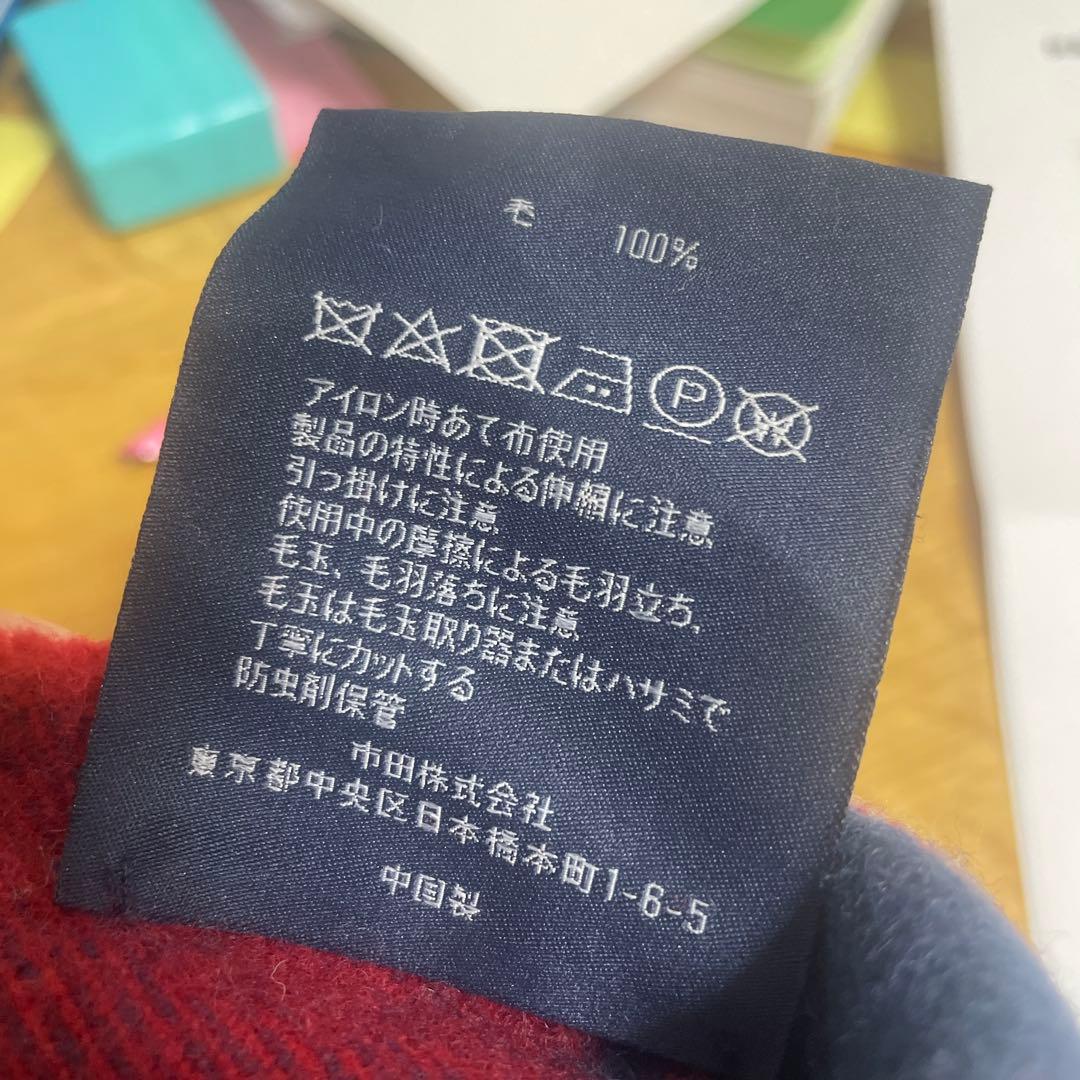 毛 100%
P
アイロン時あて布使用
製品の特性による伸縮に注意
引っ掛けに注意
使用中の摩擦による毛羽立ち、
毛玉、毛羽落ちに注意
毛玉は毛玉取り器またはハサミで
丁寧にカットする
防虫剤保管
市田株式会社
東京都中央区日本橋本町1-6-5
中国製